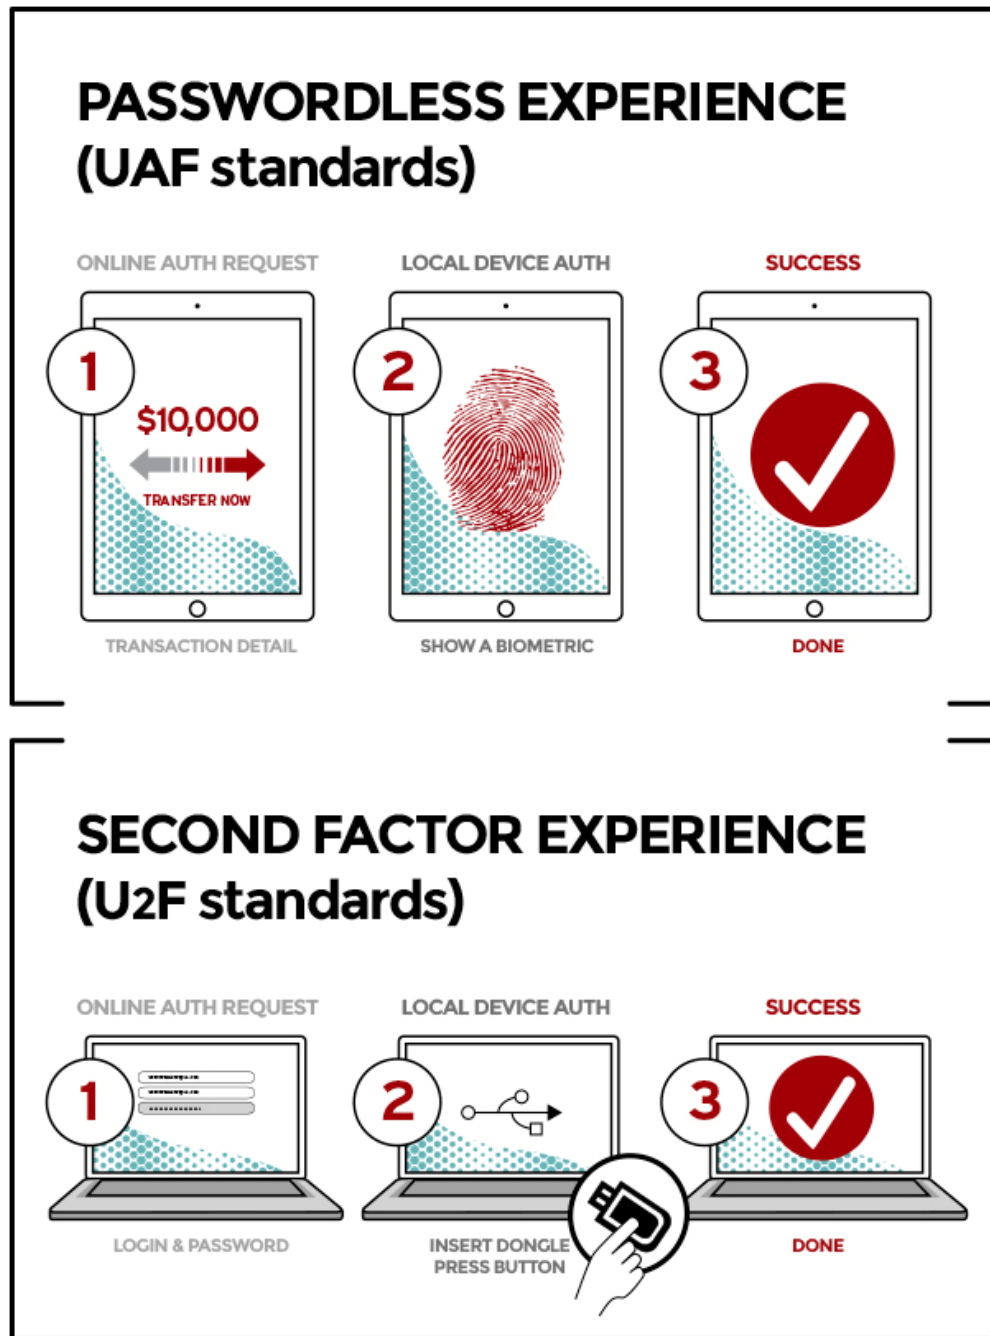 PASSWORDLESS EXPERIENCE
(UAF standards)
ONLINE AUTH REQUEST
LOCAL DEVICE AUTH
SUCCESS
1
2
3
$10,000
TRANSFER NOW
TRANSACTION DETAIL
SHOW A BIOMETRIC
DONE
SECOND FACTOR EXPERIENCE
(U2F standards)
ONLINE AUTH REQUEST
LOCAL DEVICE AUTH
SUCCESS
1
2
3
LOGIN & PASSWORD
INSERT DONGLE
PRESS BUTTON
DONE